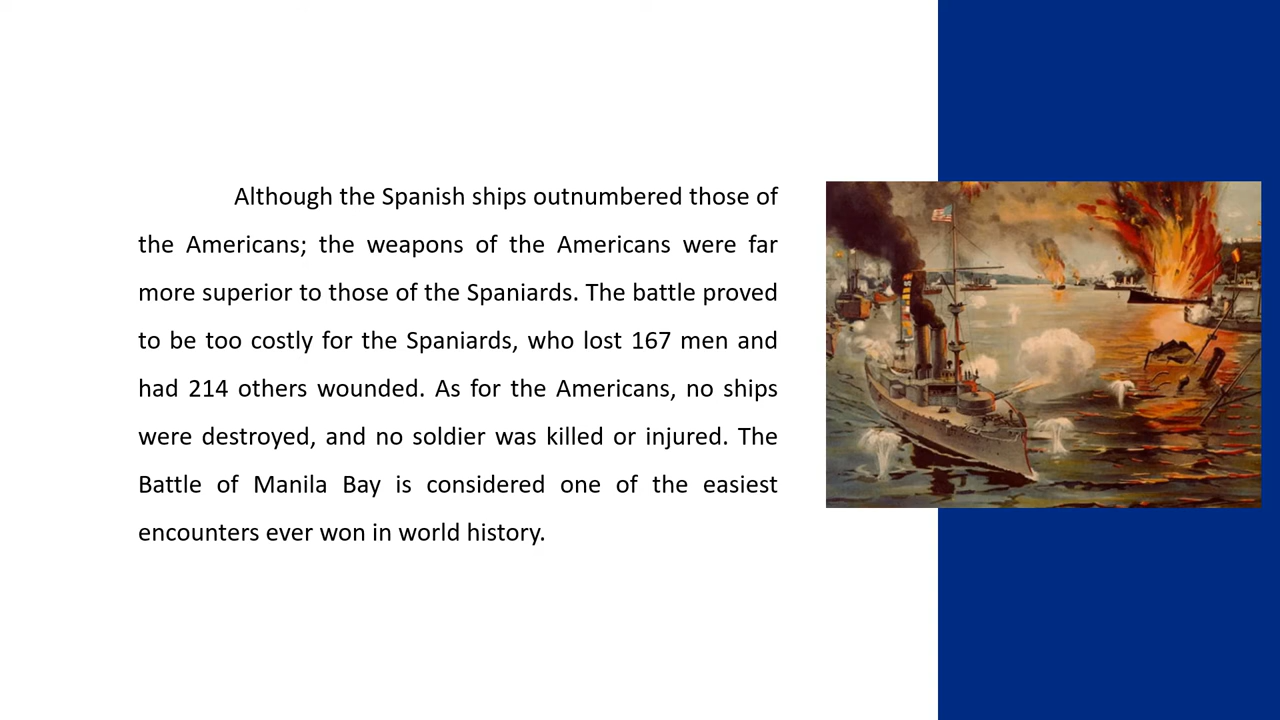 Although the Spanish ships outnumbered those of
the Americans; the weapons of the Americans were far
more superior to those of the Spaniards. The battle proved
to be too costly for the Spaniards, who lost 167 men and
had 214 others wounded. As for the Americans, no ships
were destroyed, and no soldier was killed or injured. The
Battle of Manila Bay is considered one of the easiest
encounters ever won in world history.